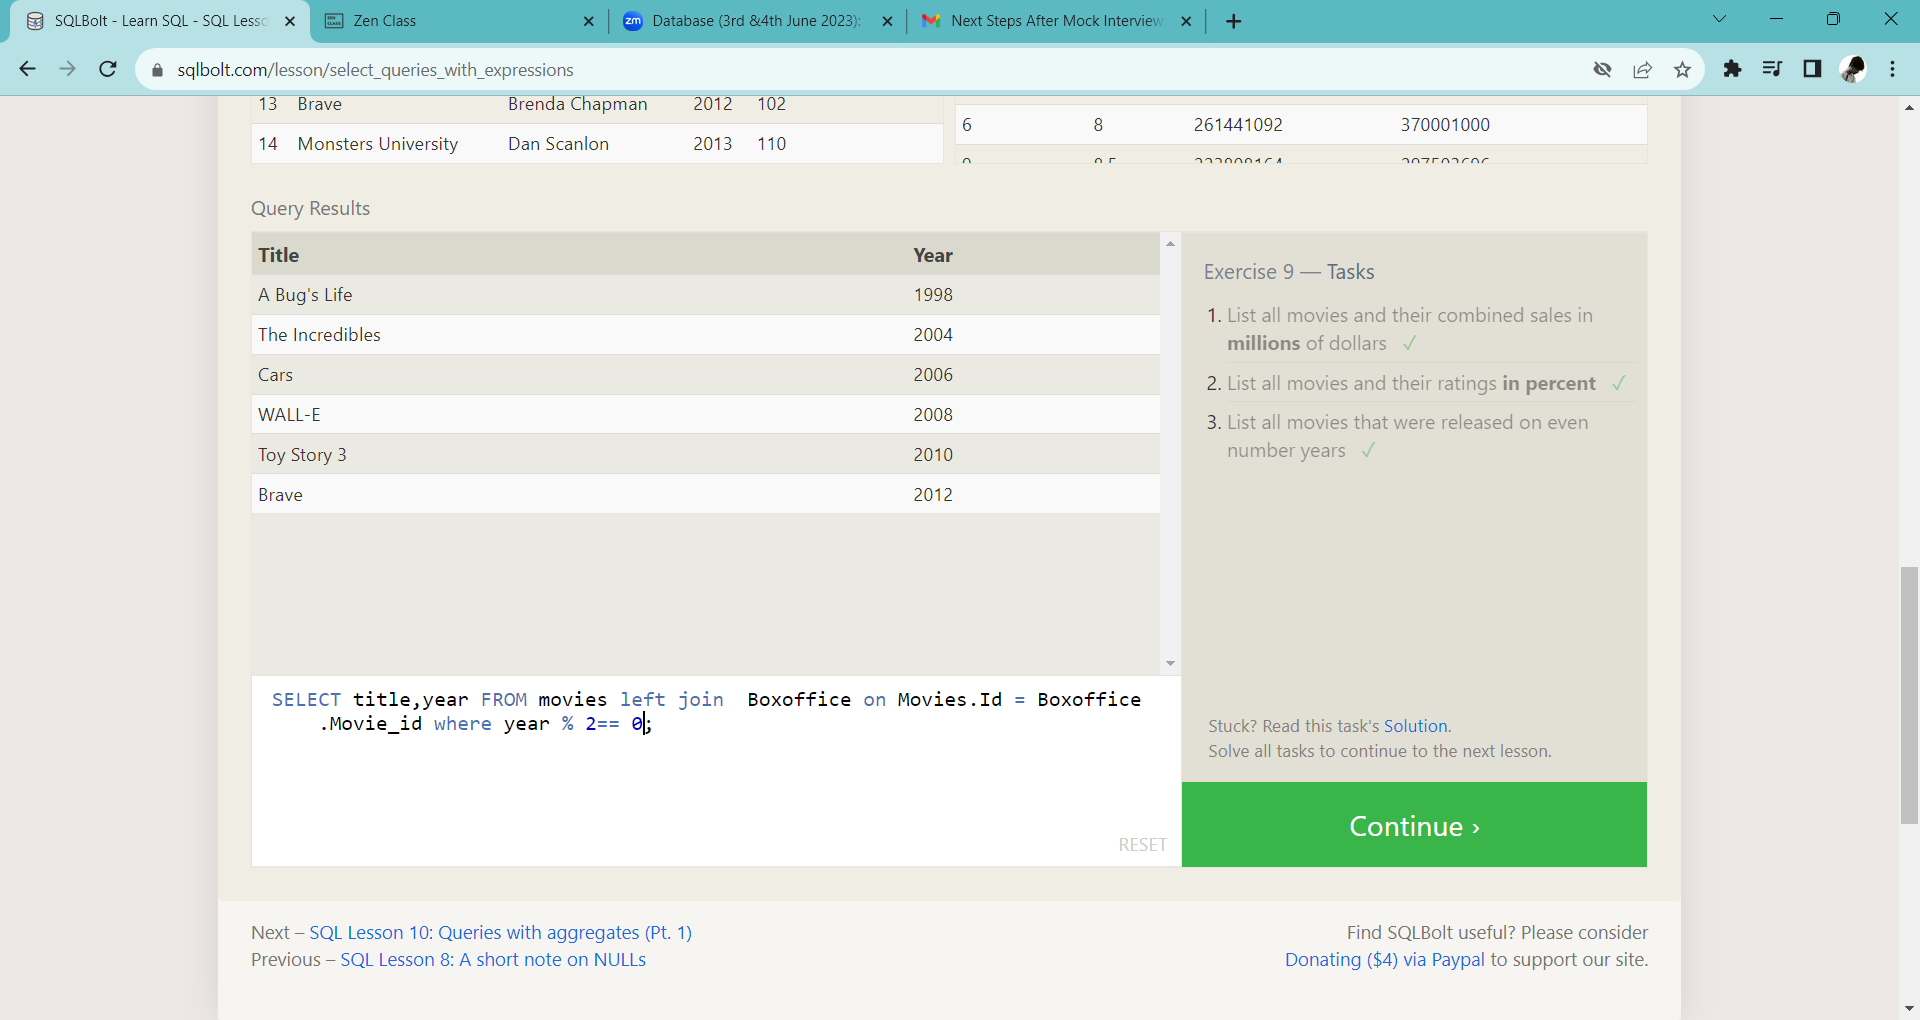 SQLBolt - Learn SQL - SQL Lesso
Zen Class
zm Database (3rd &4th June 2023):
Next Steps After Mock Interview
sqlbolt.com/lesson/select_queries_with_expressions
13 Brave Brenda Chapman 2012 102
14 Monsters University Dan Scanlon 2013 110
6 8 261441092 370001000
Query Results
Title Year
A Bug's Life 1998
The Incredibles 2004
Cars 2006
WALL-E 2008
Toy Story 3 2010
Brave 2012
Exercise 9 — Tasks
1. List all movies and their combined sales in
millions of dollars ✓
2. List all movies and their ratings in percent ✓
3. List all movies that were released on even
number years ✓
SELECT title,year FROM movies left join  Boxoffice on Movies.Id = Boxoffice
.Movie_id where year % 2== 0;
RESET
Stuck? Read this task's Solution.
Solve all tasks to continue to the next lesson.
Continue ›
Next – SQL Lesson 10: Queries with aggregates (Pt. 1)
Previous – SQL Lesson 8: A short note on NULLs
Find SQLBolt useful? Please consider
Donating ($4) via Paypal to support our site.